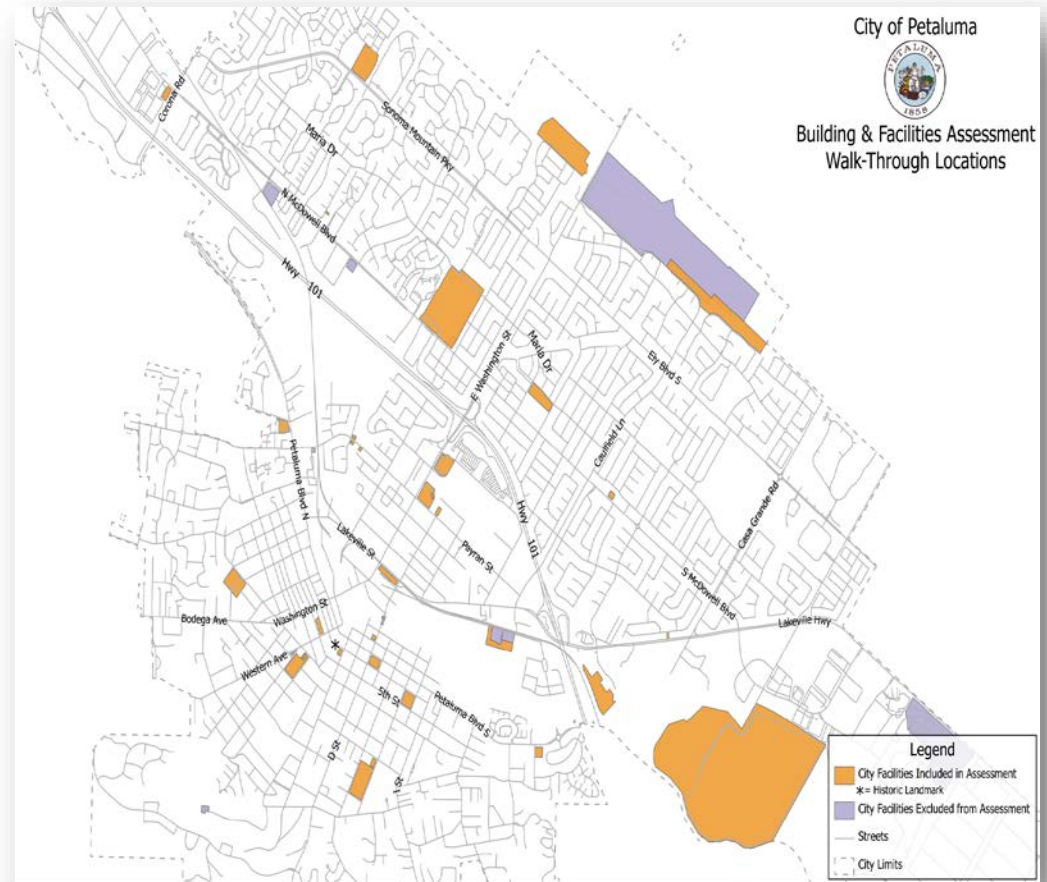 City of Petaluma
PETALUMA
1858
Building & Facilities Assessment
Walk-Through Locations
Corona Rd
Sonoma Mountain Pky
Maria Dr
N McDowell Blvd
Hwy 101
E Washington St
Maria Dr
Ely Blvd S
Caulfield Ln
Petaluma Blvd N
Casa Grande Rd
Hwy 101
Lakeville St
Payran St
S McDowell Blvd
Washington St
Bodega Ave
Lakeville Hwy
Western Ave
5th St
Petaluma Blvd S
D St
I St
Legend
City Facilities Included in Assessment
= Historic Landmark
City Facilities Excluded from Assessment
Streets
City Limits